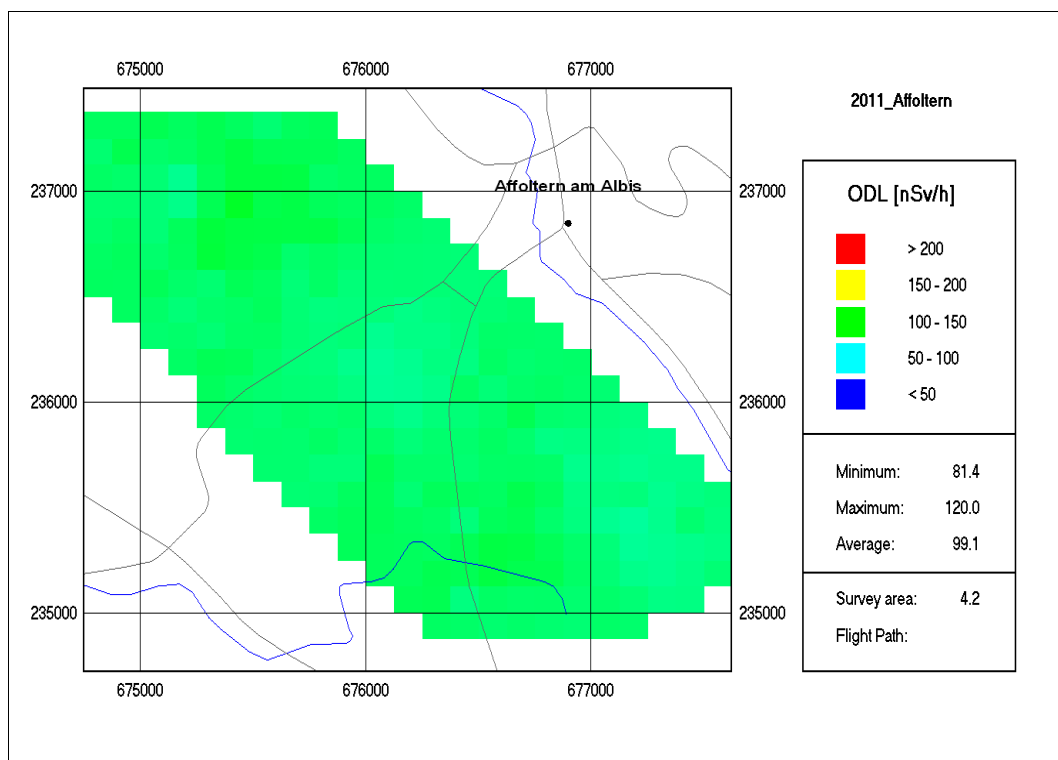 675000 676000 677000
2011_Affoltern
237000 Affoltern am Albis 237000
ODL [nSv/h]
> 200
150 - 200
100 - 150
50 - 100
< 50
236000 236000
Minimum: 81.4
Maximum: 120.0
Average: 99.1
235000 235000
Survey area: 4.2
Flight Path:
675000 676000 677000